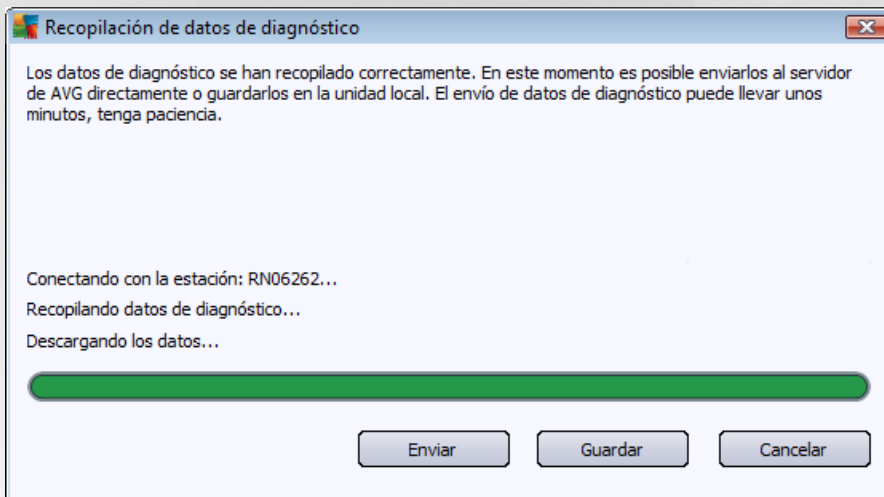 Recopilación de datos de diagnóstico
Los datos de diagnóstico se han recopilado correctamente. En este momento es posible enviarlos al servidor
de AVG directamente o guardarlos en la unidad local. El envío de datos de diagnóstico puede llevar unos
minutos, tenga paciencia.
Conectando con la estación: RN06262...
Recopilando datos de diagnóstico...
Descargando los datos...
Enviar
Guardar
Cancelar